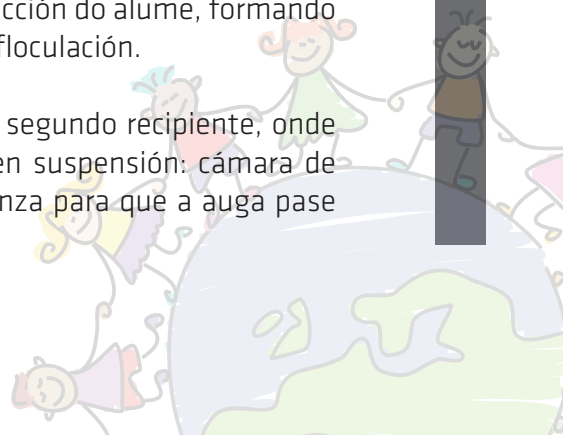 cción do alume, formando
floculación.
segundo recipiente, onde
en suspensión: cámara de
nza para que a auga pase